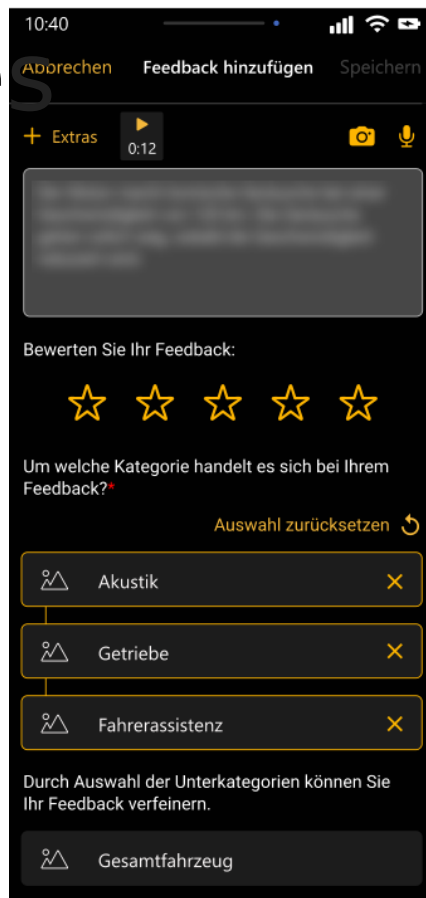 10:40
Abbrechen Feedback hinzufügen Speichern
s
+ Extras
0:12
Bewerten Sie Ihr Feedback:
Um welche Kategorie handelt es sich bei Ihrem
Feedback?*
Auswahl zurücksetzen
Akustik
Getriebe
Fahrerassistenz
Durch Auswahl der Unterkategorien können Sie
Ihr Feedback verfeinern.
Gesamtfahrzeug